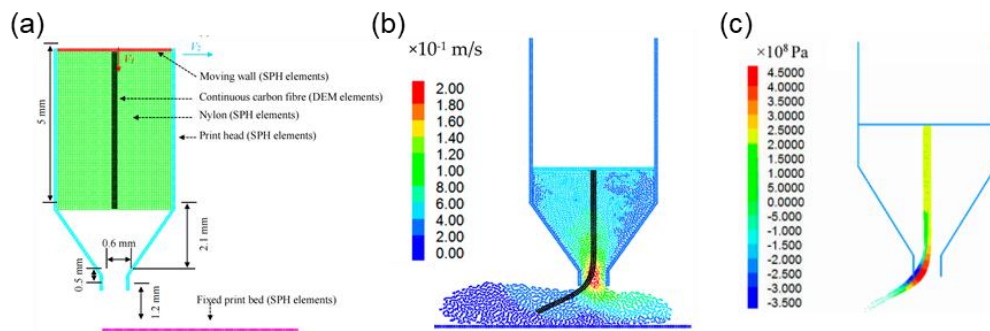 (a)
V₁
V₂
Moving wall (SPH elements)
Continuous carbon fibre (DEM elements)
Nylon (SPH elements)
Print head (SPH elements)
5 mm
0.6 mm
2.1 mm
0.5 mm
1.2 mm
Fixed print bed (SPH elements)
(b)
×10⁻¹ m/s
2.00
1.80
1.60
1.40
1.20
1.00
8.00
6.00
4.00
2.00
0.00
(c)
×10⁸ Pa
4.5000
4.0000
3.5000
3.0000
2.5000
2.0000
1.5000
1.0000
5.0000
0.0000
-5.000
-1.000
-1.500
-2.000
-2.500
-3.000
-3.500